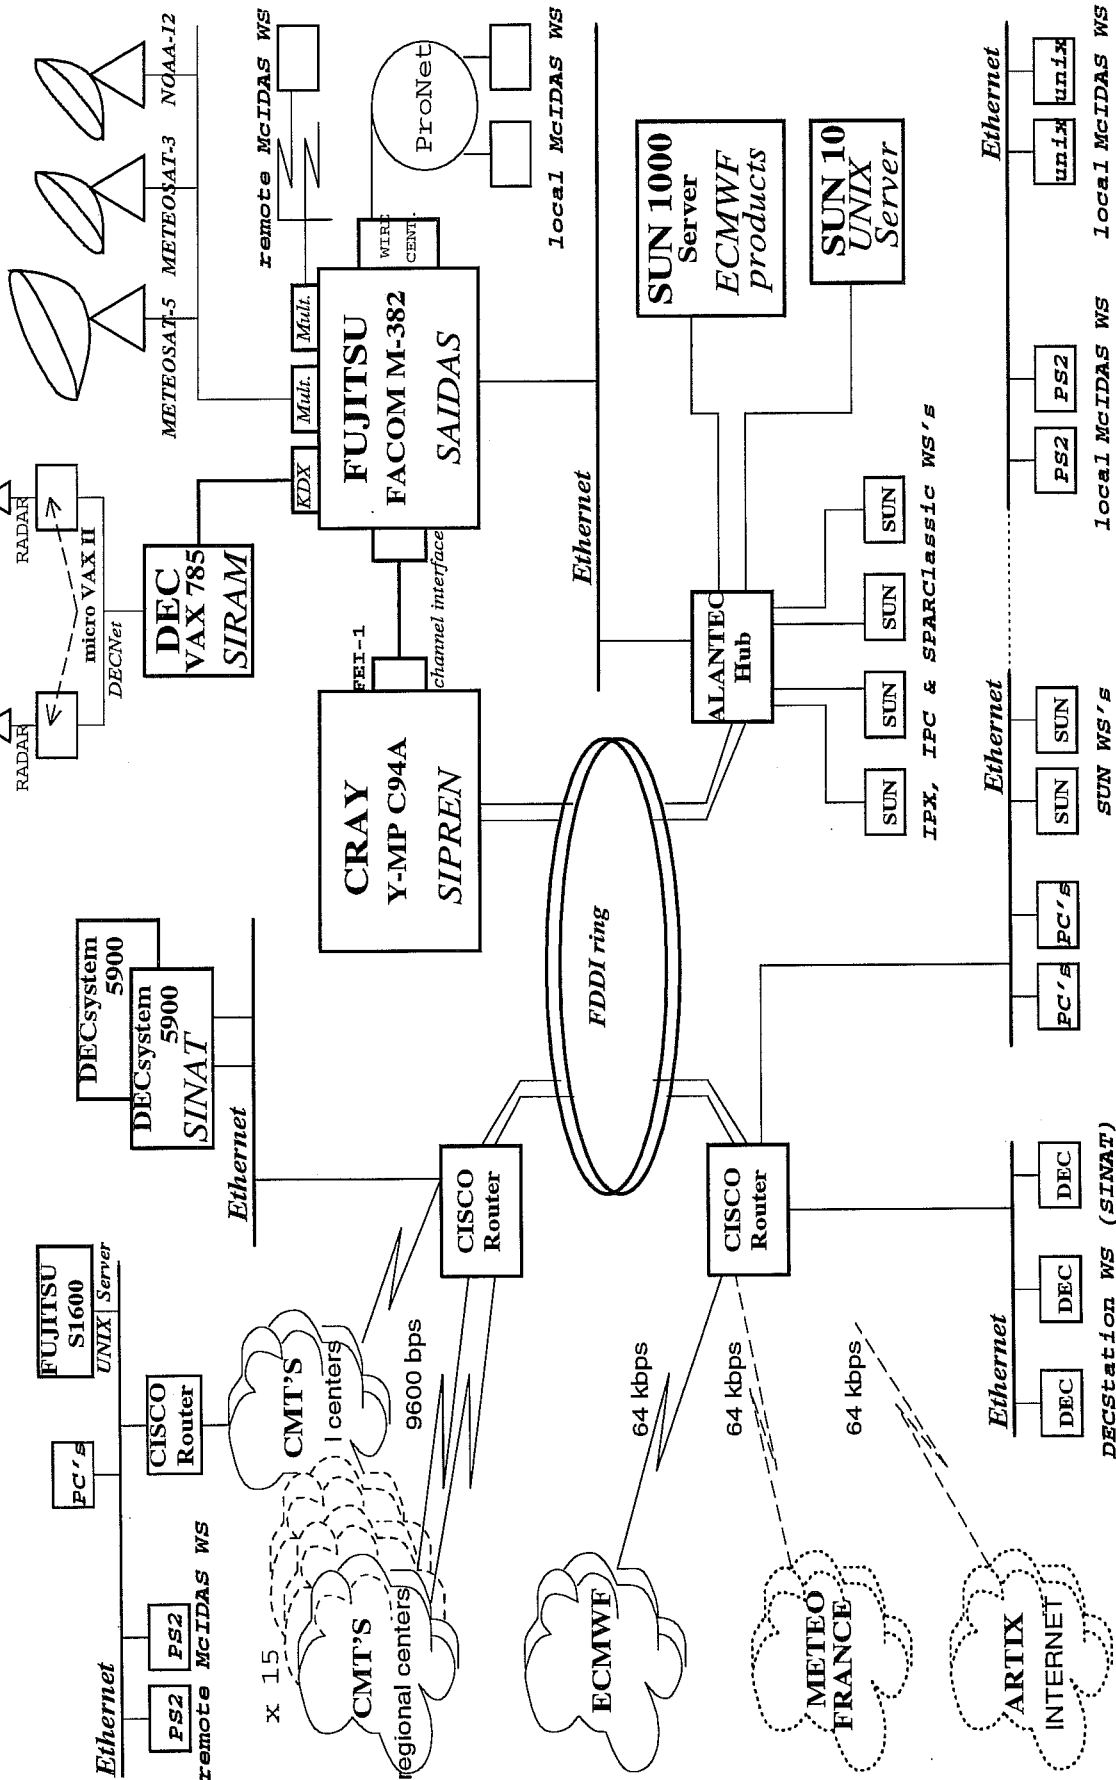 Ethernet
PS2
PS2
remote McIDAS WS
PC's
FUJITSU
S1600
UNIX Server
CISCO
Router
CMT'S
l centers
x 15
CMT'S
regional centers
9600 bps
DECsystem
5900
DECsystem
5900
SINAT
Ethernet
CISCO
Router
RADAR
RADAR
micro VAX II
DECNet
DEC
VAX 785
SIRAM
METEOSAT-5
METEOSAT-3
NOAA-12
remote McIDAS WS
KDX
Mult.
Mult.
FUJITSU
FACOM M-382
SAIDAS
WIRE
CENT.
ProNet
local McIDAS WS
CRAY
Y-MP C94A
SIPREN
FEI-1
channel interface
Ethernet
FDDI ring
ALANTEC
Hub
SUN 1000
Server
ECMWF
products
SUN 10
UNIX
Server
SUN
SUN
SUN
SUN
IPX, IPC & SPARClassic WS's
ECMWF
64 kbps
METEO
FRANCE
64 kbps
ARTIX
INTERNET
64 kbps
CISCO
Router
Ethernet
DEC
DEC
DEC
DECStation WS (SINAT)
Ethernet
PC's
PC's
SUN
SUN
SUN WS's
PS2
PS2
local McIDAS WS
Ethernet
unix
unix
local McIDAS WS